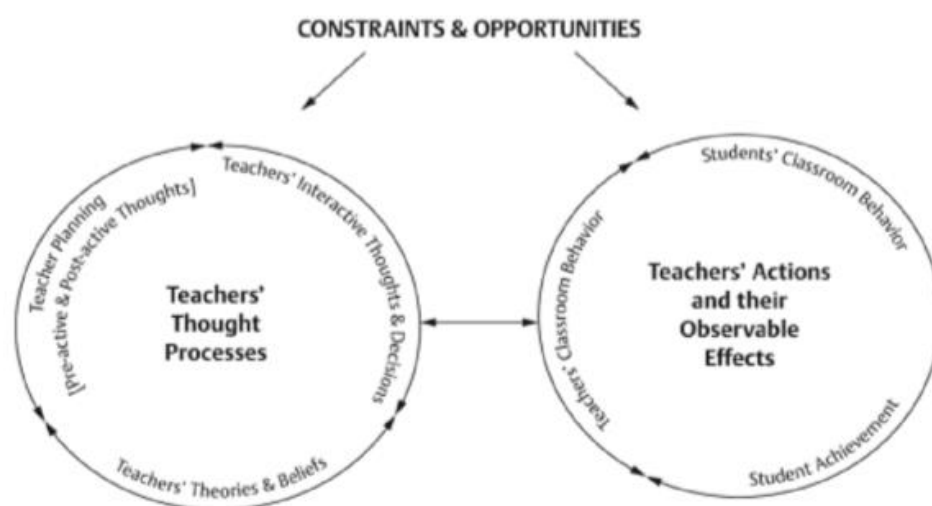 CONSTRAINTS & OPPORTUNITIES
Teacher Planning
[Pre-active & Post-active Thoughts]
Teachers' Interactive Thoughts & Decisions
Teachers' Theories & Beliefs
Teachers'
Thought
Processes
Students' Classroom Behavior
Teachers' Classroom Behavior
Student Achievement
Teachers' Actions
and their
Observable
Effects